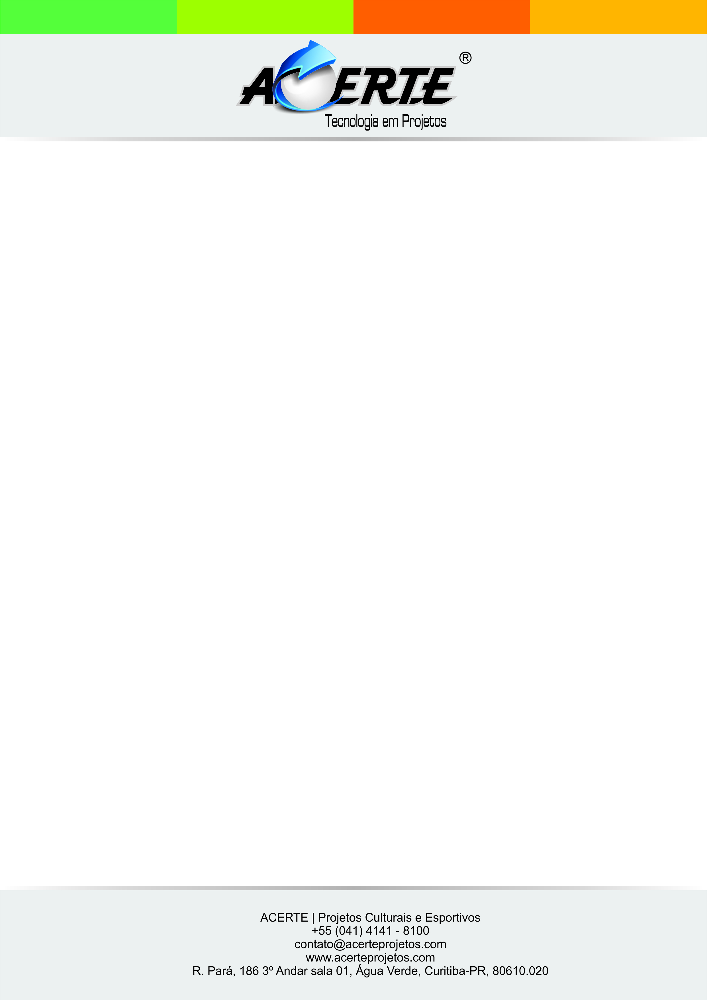 ACERTE ®
Tecnologia em Projetos
ACERTE | Projetos Culturais e Esportivos
+55 (041) 4141 - 8100
contato@acerteprojetos.com
www.acerteprojetos.com
R. Pará, 186 3º Andar sala 01, Água Verde, Curitiba-PR, 80610.020